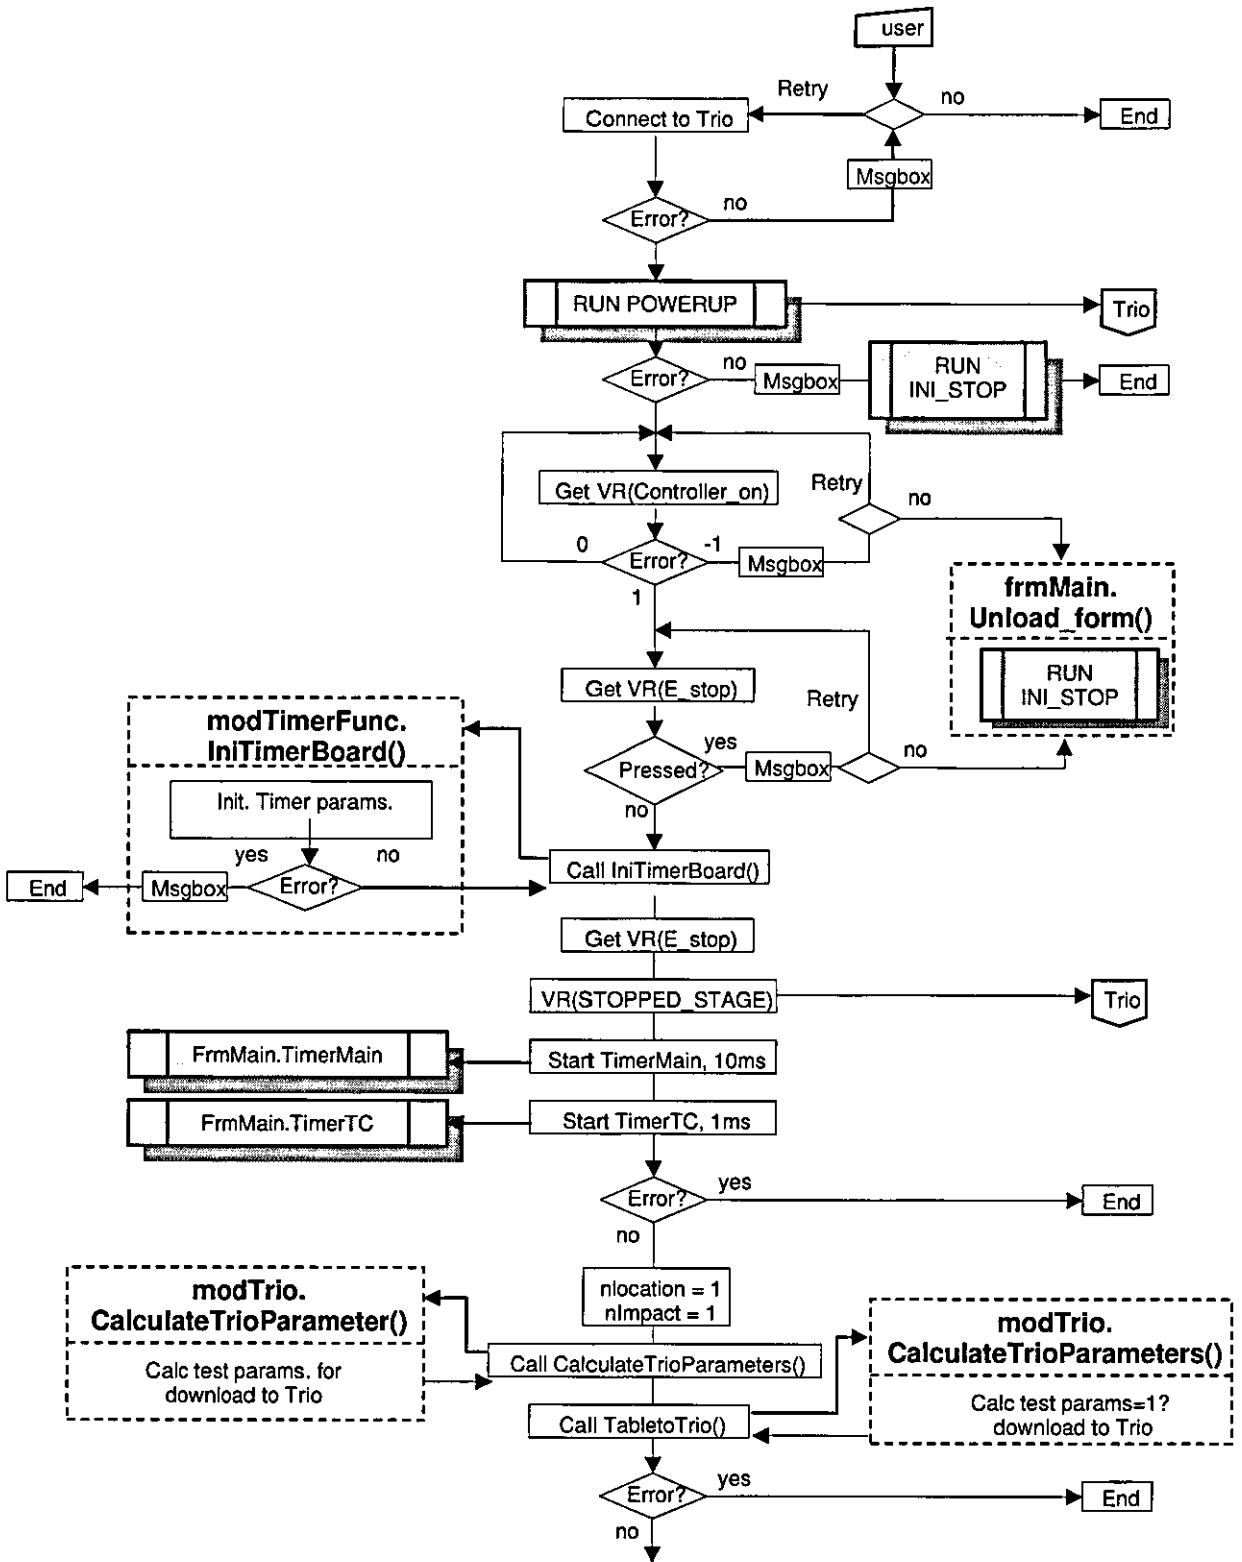 user
Retry
no
Connect to Trio
End
Msgbox
Error?
no
RUN POWERUP
Trio
Error?
no
Msgbox
RUN
INI_STOP
End
Get VR(Controller_on)
Retry
no
0
Error?
-1
Msgbox
1
frmMain.
Unload_form()
RUN
INI_STOP
Get VR(E_stop)
Retry
modTimerFunc.
IniTimerBoard()
Pressed?
yes
Msgbox
no
no
Init. Timer params.
yes
no
Call IniTimerBoard()
End
Msgbox
Error?
Get VR(E_stop)
VR(STOPPED_STAGE)
Trio
FrmMain.TimerMain
Start TimerMain, 10ms
FrmMain.TimerTC
Start TimerTC, 1ms
Error?
yes
End
no
nlocation = 1
nImpact = 1
modTrio.
CalculateTrioParameter()
Calc test params. for
download to Trio
Call CalculateTrioParameters()
modTrio.
CalculateTrioParameters()
Calc test params=1?
download to Trio
Call TabletoTrio()
Error?
yes
End
no